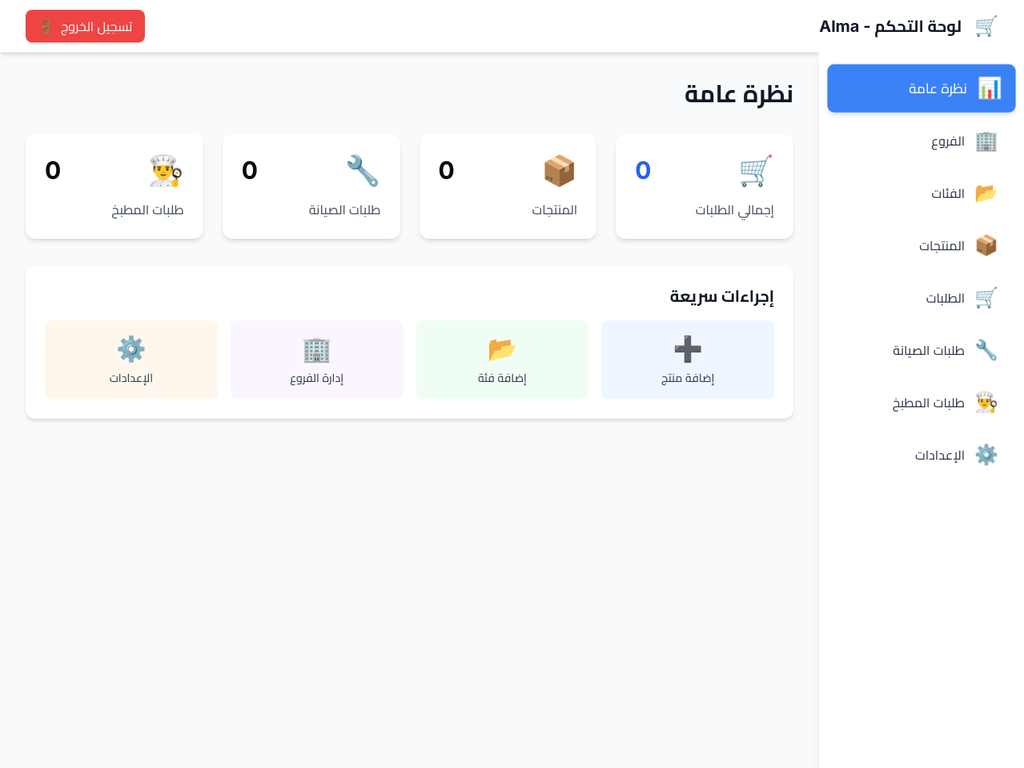 لوحة التحكم - Alma
تسجيل الخروج
نظرة عامة
الفروع
الفئات
المنتجات
الطلبات
طلبات الصيانة
طلبات المطبخ
الإعدادات
نظرة عامة
0
إجمالي الطلبات
0
المنتجات
0
طلبات الصيانة
0
طلبات المطبخ
إجراءات سريعة
إضافة منتج
إضافة فئة
إدارة الفروع
الإعدادات